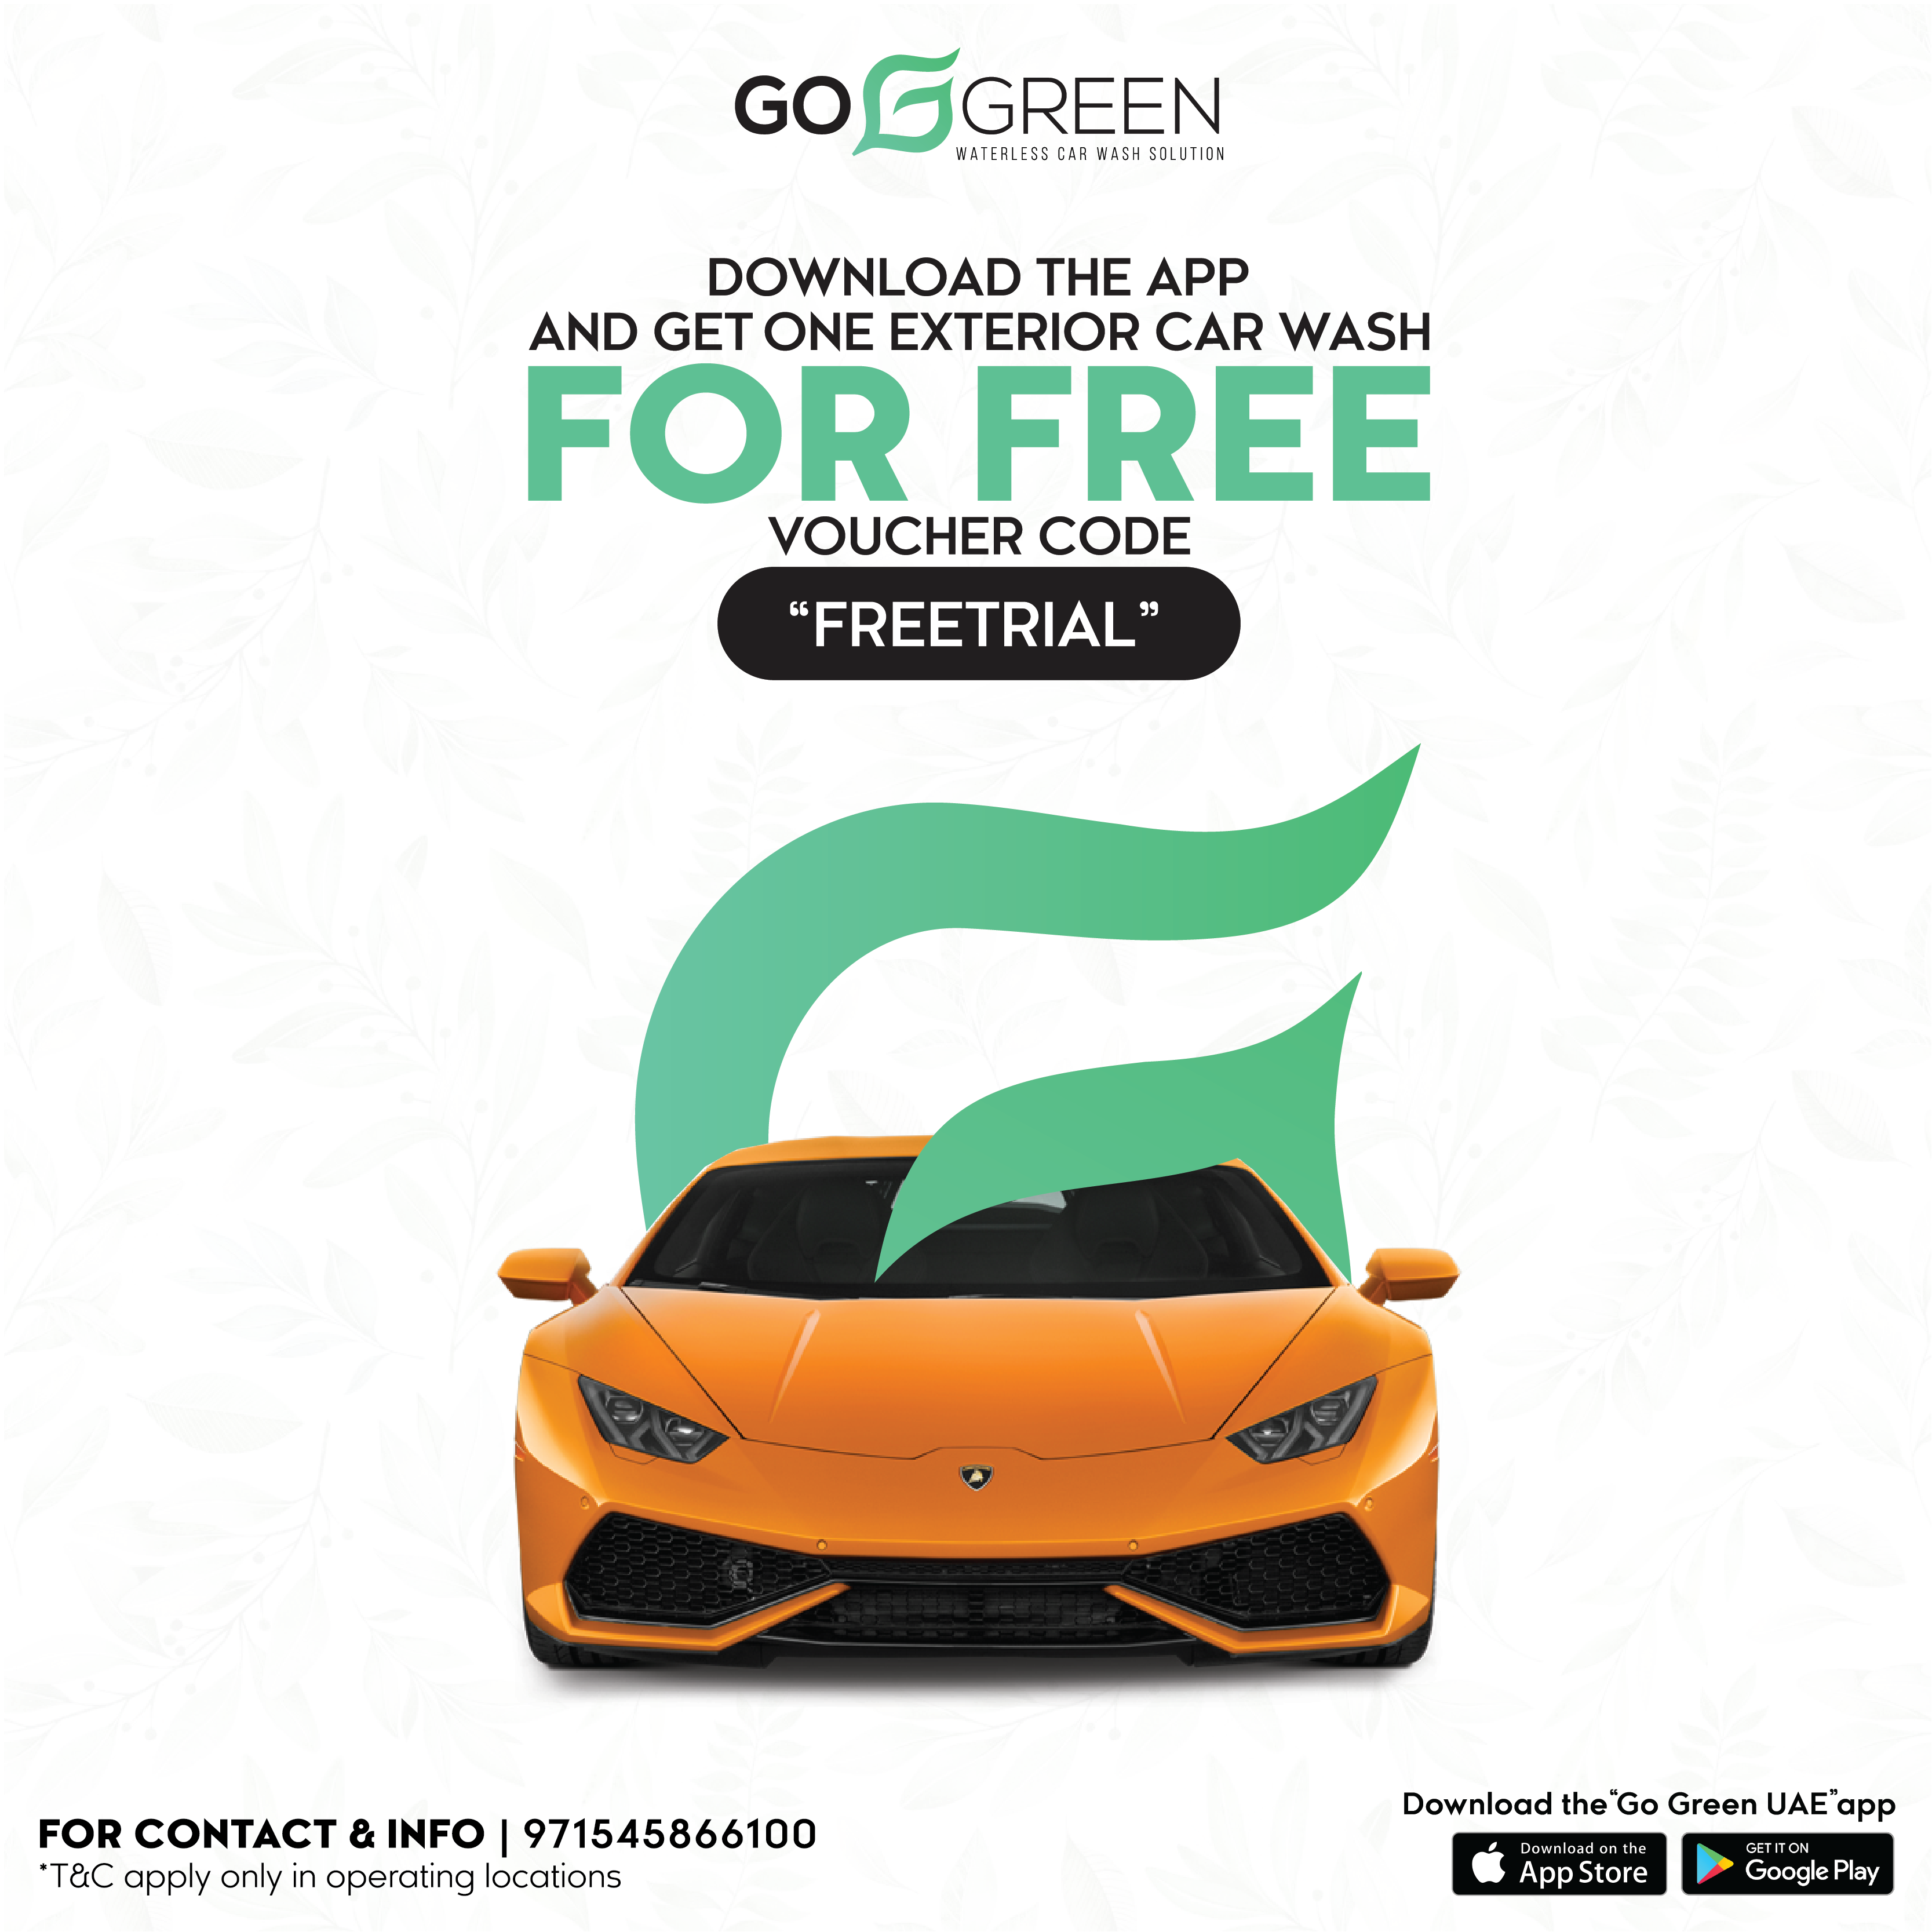 GO GREEN
WATERLESS CAR WASH SOLUTION
DOWNLOAD THE APP
AND GET ONE EXTERIOR CAR WASH
FOR FREE
VOUCHER CODE
“FREETRIAL”
FOR CONTACT & INFO | 971545866100
*T&C apply only in operating locations
Download the “Go Green UAE” app
Download on the
App Store
GET IT ON
Google Play